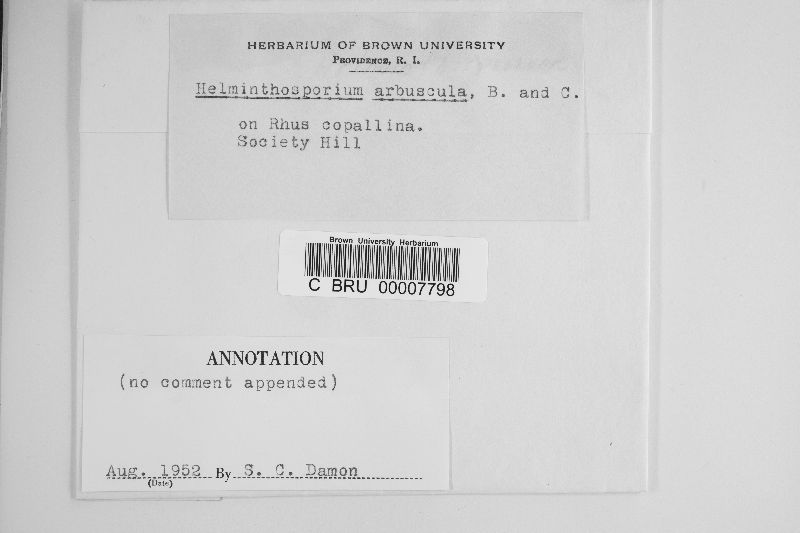 HERBARIUM OF BROWN UNIVERSITY
PROVIDENCE, R. I.
Helminthosporium arbuscula, B. and C.
on Rhus copallina.
Society Hill
Brown University Herbarium
C BRU 00007798
ANNOTATION
(no comment appended)
Aug. 1952 By S. C. Damon
(Date)